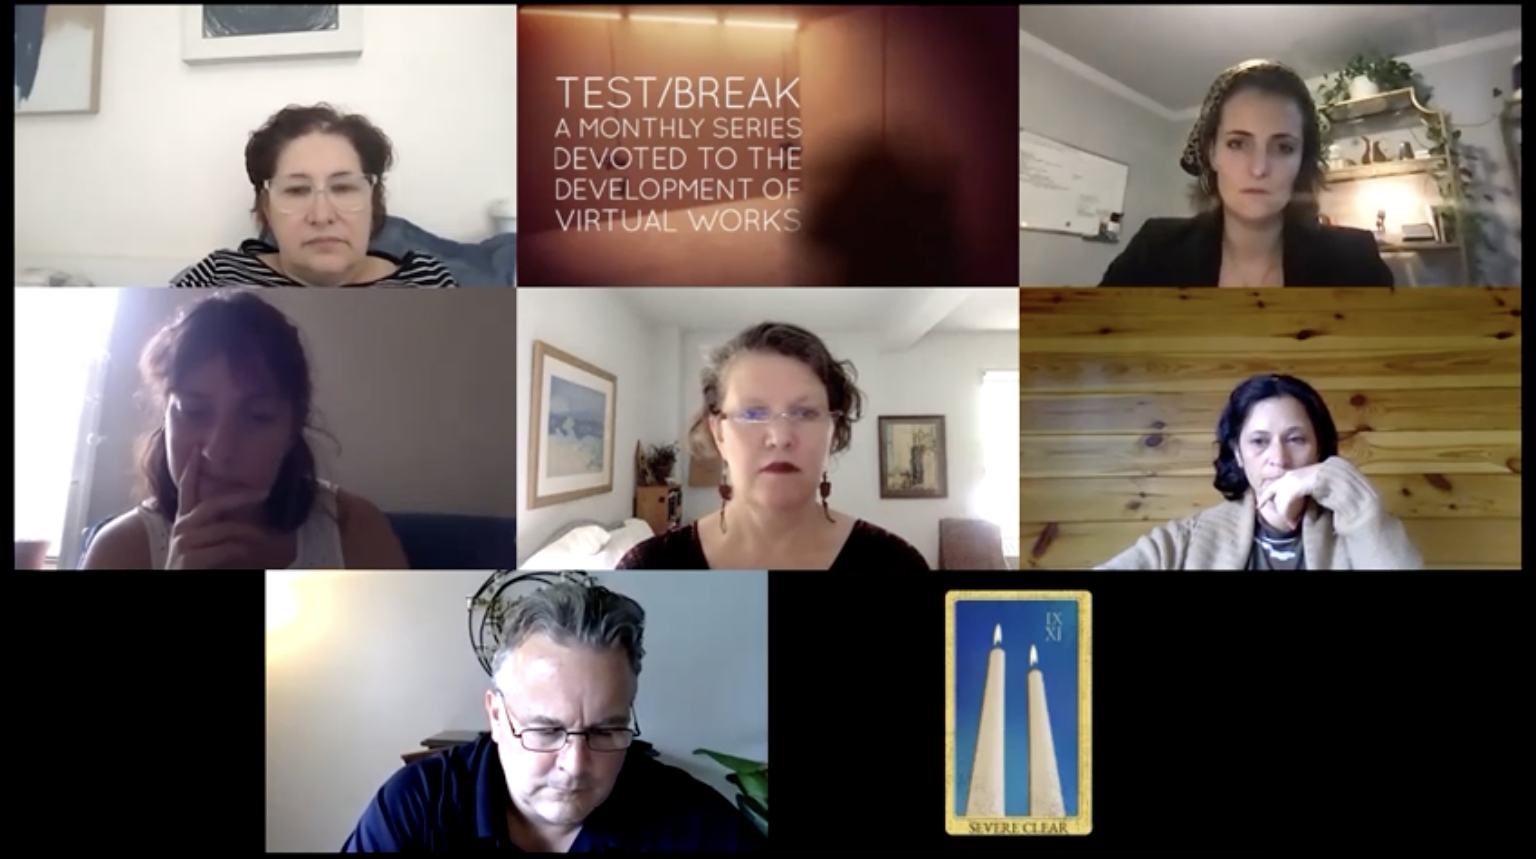 TEST/BREAK
A MONTHLY SERIES
DEVOTED TO THE
DEVELOPMENT OF
VIRTUAL WORKS
IX
XI
SEVERE CLEAR